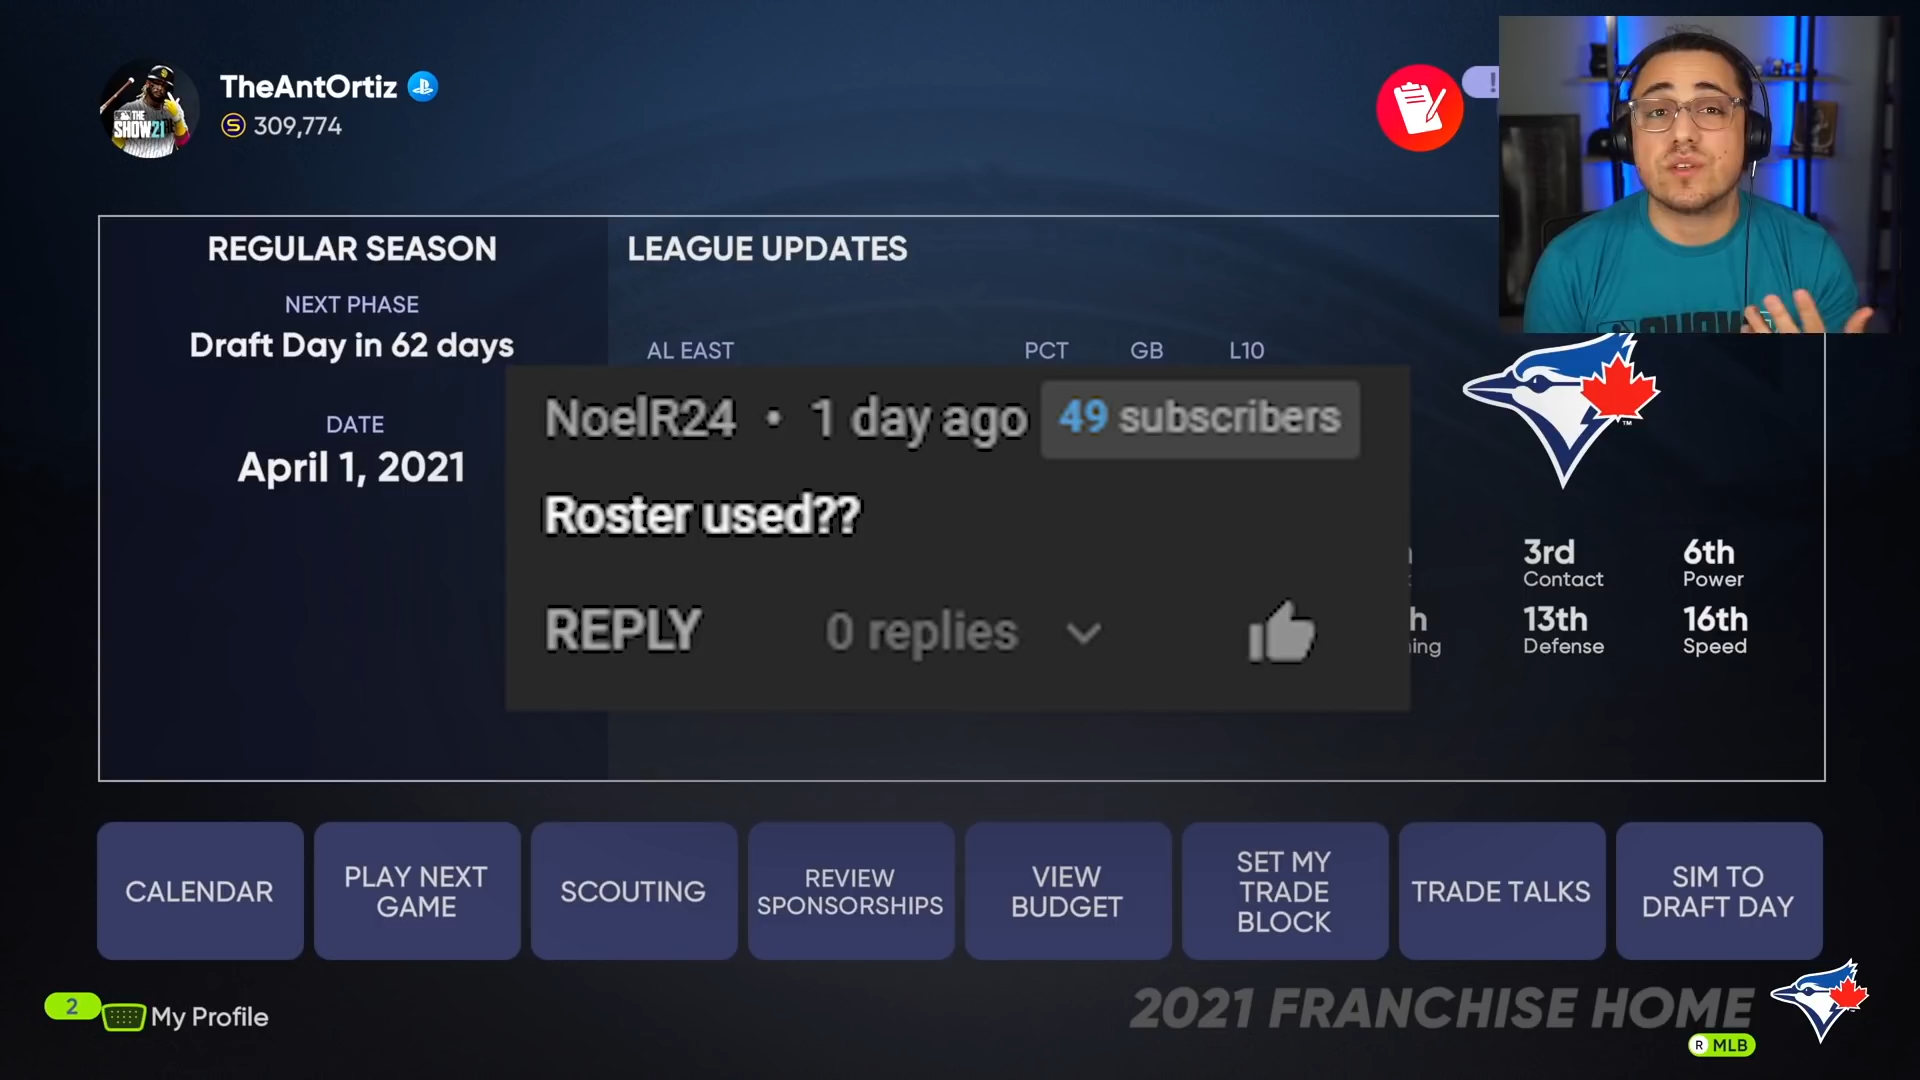 TheAntOrtiz
309,774
THE
SHOW21
!
REGULAR SEASON
NEXT PHASE
Draft Day in 62 days
DATE
April 1, 2021
LEAGUE UPDATES
AL EAST PCT GB L10
NoelR24 • 1 day ago 49 subscribers
Roster used??
REPLY 0 replies
3rd
Contact
6th
Power
13th
Defense
16th
Speed
CALENDAR
PLAY NEXT
GAME
SCOUTING
REVIEW
SPONSORSHIPS
VIEW
BUDGET
SET MY
TRADE
BLOCK
TRADE TALKS
SIM TO
DRAFT DAY
2 My Profile
2021 FRANCHISE HOME
R MLB